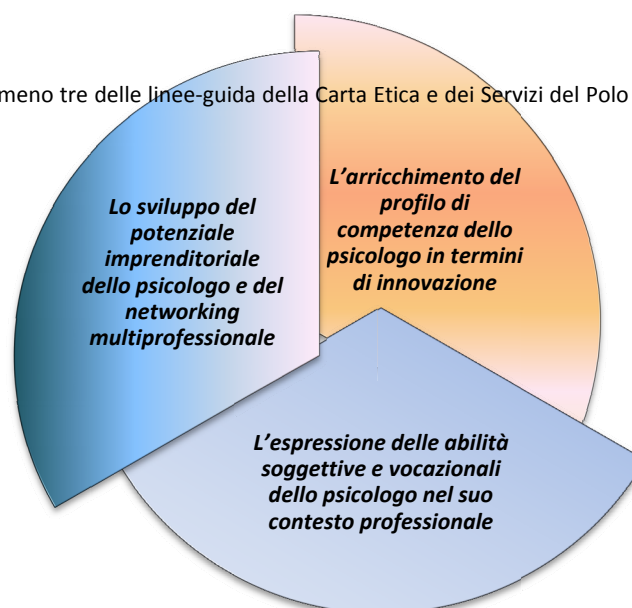 meno tre delle linee-guida della Carta Etica e dei Servizi del Polo
Lo sviluppo del
potenziale
imprenditoriale
dello psicologo e del
networking
multiprofessionale
L'arricchimento del
profilo di
competenza dello
psicologo in termini
di innovazione
L'espressione delle abilità
soggettive e vocazionali
dello psicologo nel suo
contesto professionale